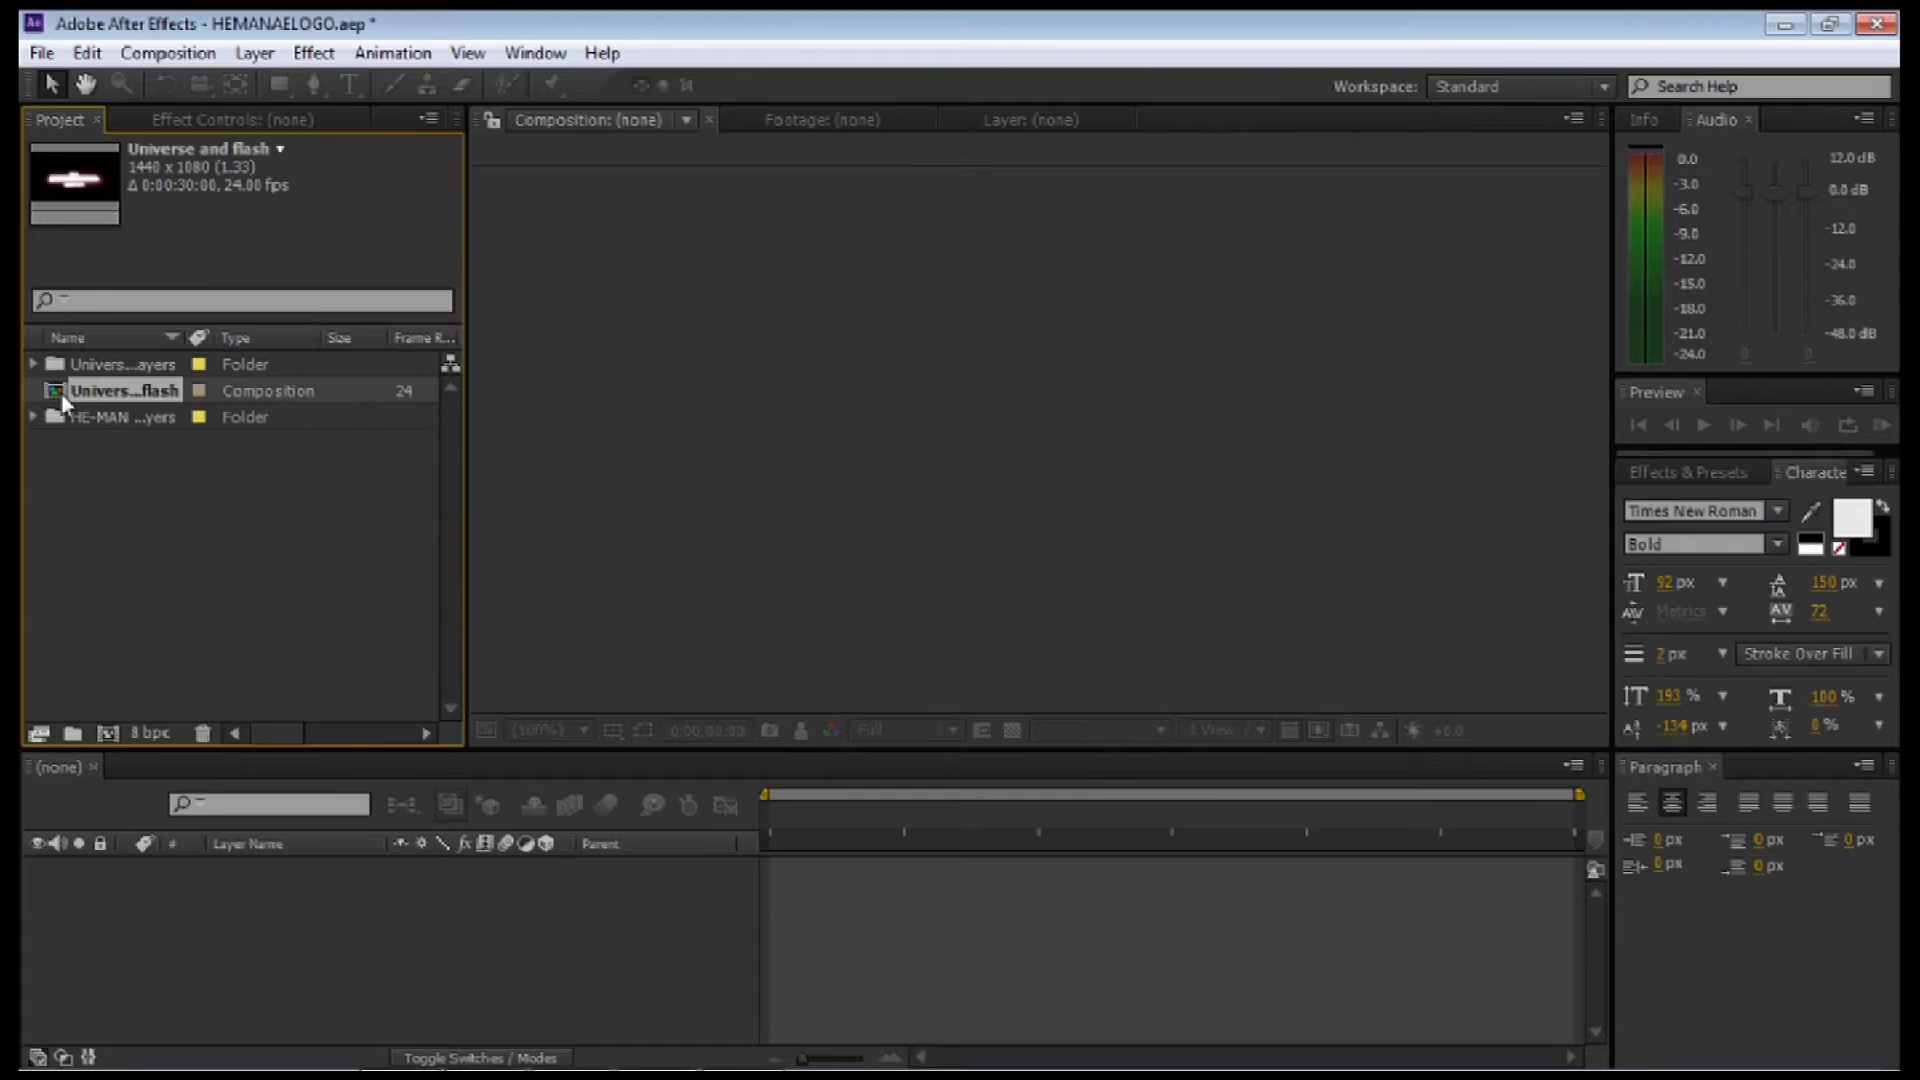 Ae Adobe After Effects - HEMANAELOGO.aep *
File Edit Composition Layer Effect Animation View Window Help
Workspace: Standard Search Help
Project Effect Controls: (none) Composition: (none) Footage: (none) Layer: (none) Info Audio
Universe and flash
1440 x 1080 (1.33)
Δ 0:00:30:00, 24.00 fps
0.0 12.0 dB
-3.0 0.0 dB
-6.0
-9.0 -12.0
-12.0 -24.0
-15.0
-18.0 -36.0
-21.0 -48.0 dB
-24.0 0 0
Name Type Size Frame R...
Univers...ayers Folder
Univers...flash Composition 24
HE-MAN ...yers Folder
Preview
Effects & Presets Characte
Times New Roman
Bold
92 px 150 px
Metrics 72
2 px Stroke Over Fill
193 % 100 %
-134 px 0 %
8 bpc (100%) 0:00:00:00 Full 1 View +0.0
(none) Paragraph
# Layer Name fx Parent
0 px 0 px 0 px
0 px 0 px
Toggle Switches / Modes